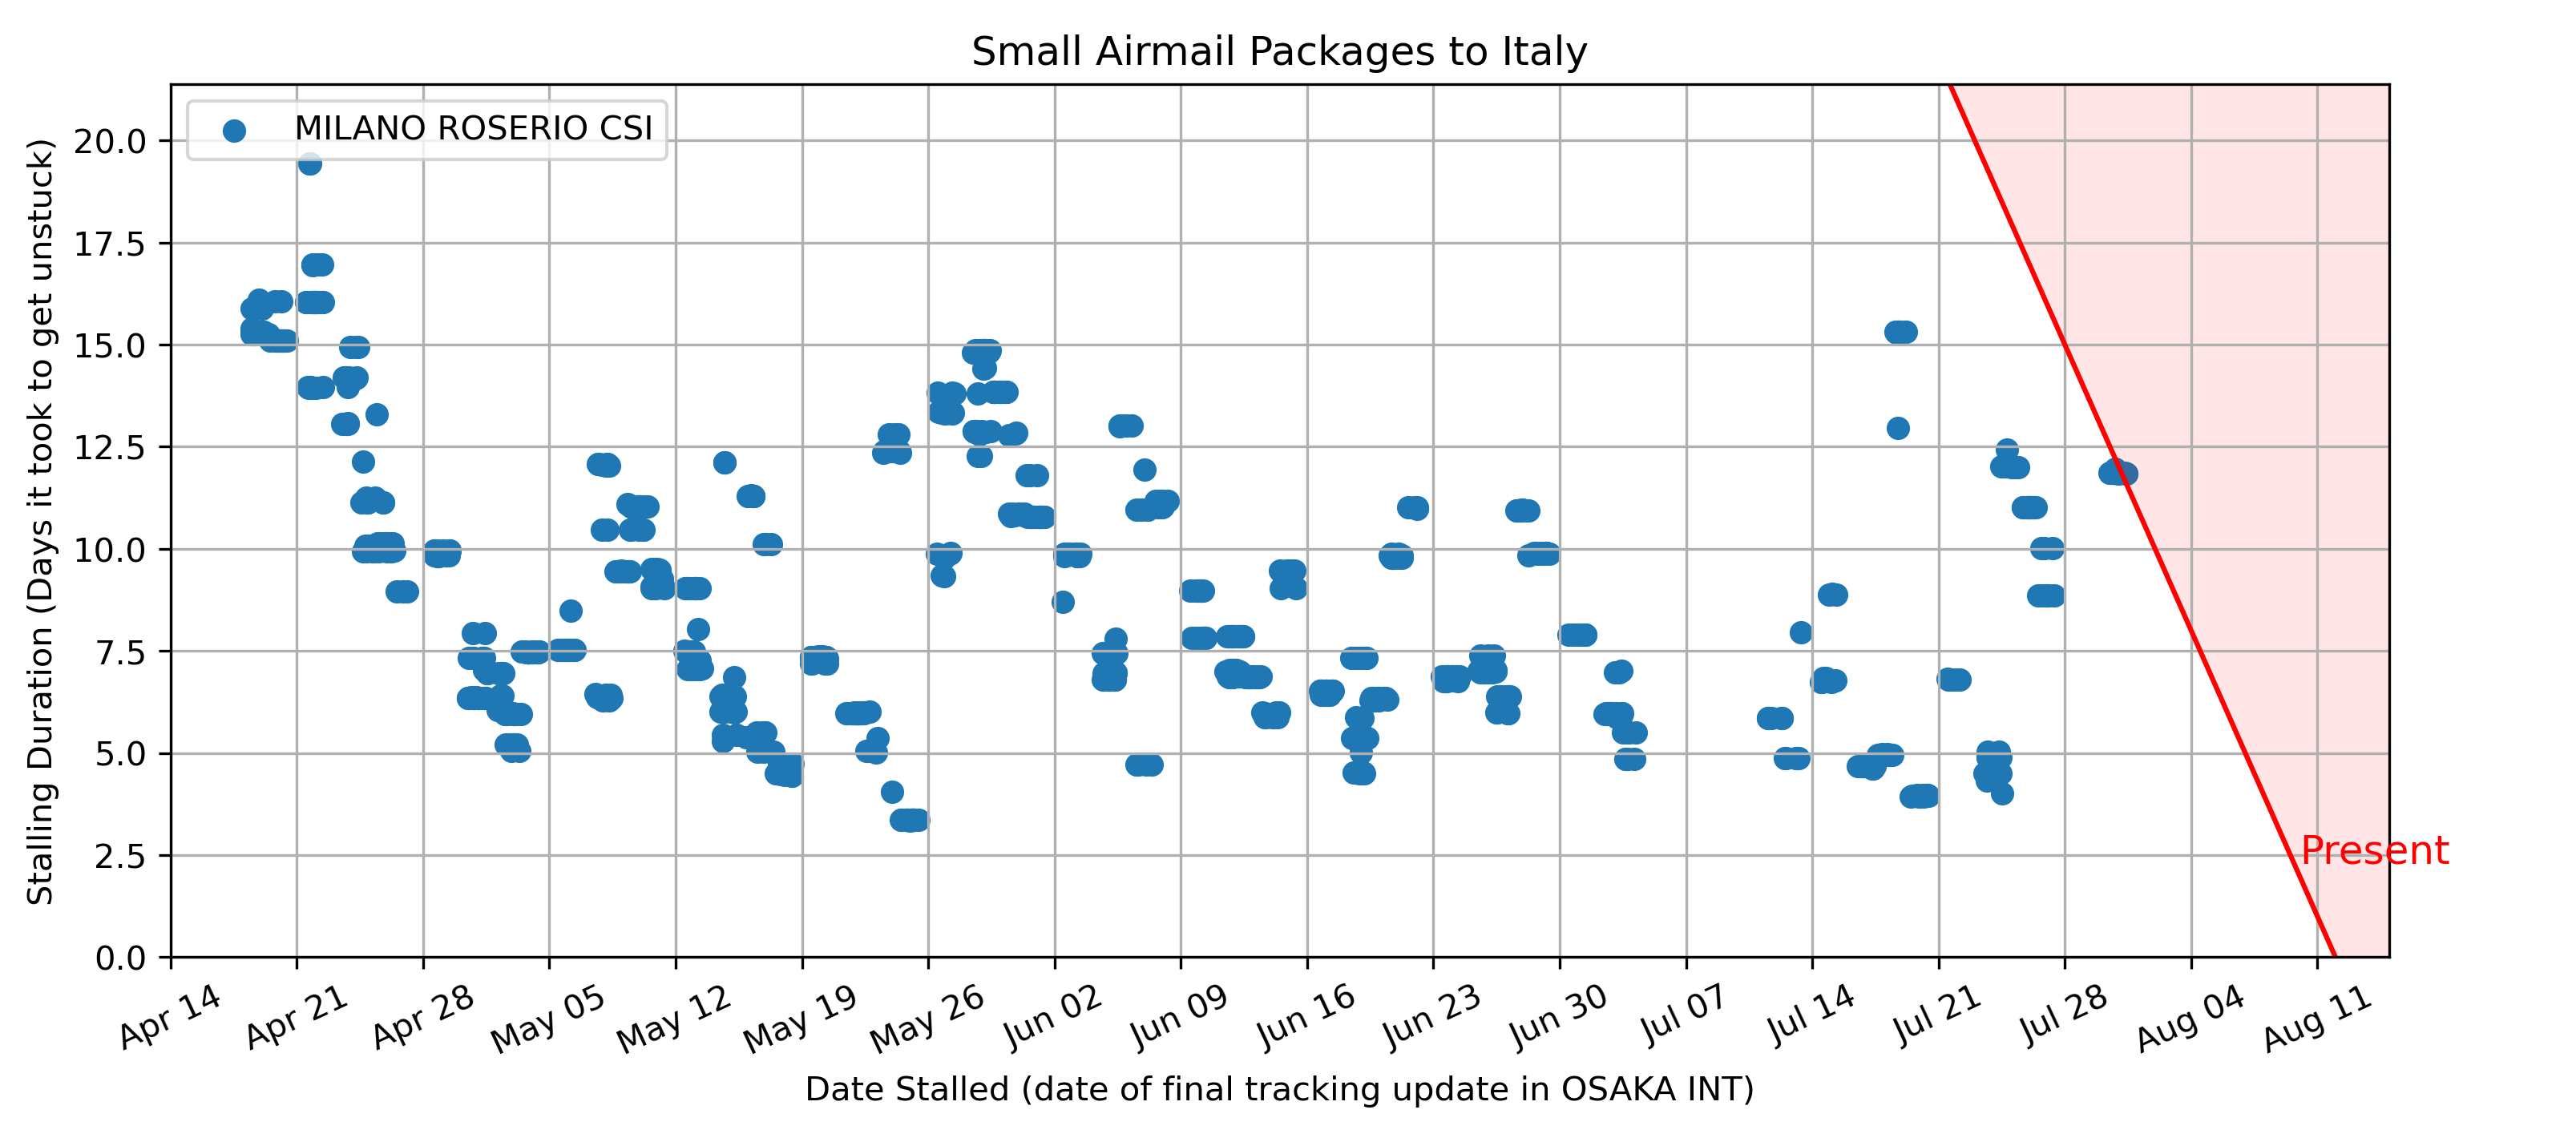 Small Airmail Packages to Italy
MILANO ROSERIO CSI
Stalling Duration (Days it took to get unstuck)
20.0
17.5
15.0
12.5
10.0
7.5
5.0
2.5
0.0
Present
Apr 14
Apr 21
Apr 28
May 05
May 12
May 19
May 26
Jun 02
Jun 09
Jun 16
Jun 23
Jun 30
Jul 07
Jul 14
Jul 21
Jul 28
Aug 04
Aug 11
Date Stalled (date of final tracking update in OSAKA INT)